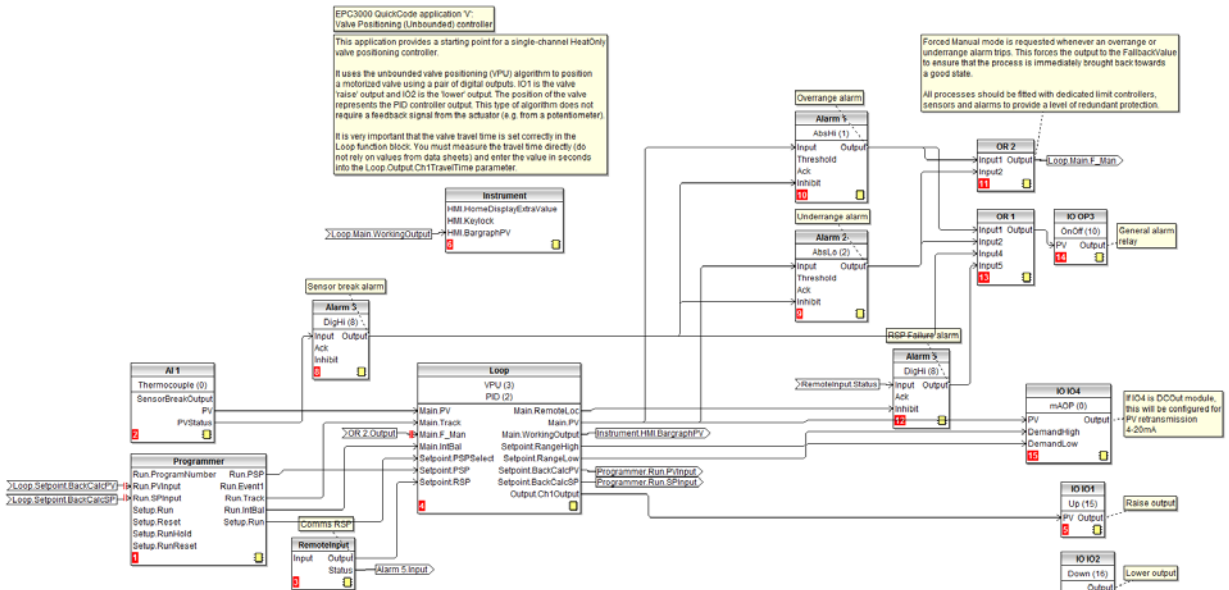 EPC3000 QuickCode application 'V':
Valve Positioning (Unbounded) controller
This application provides a starting point for a single-channel HeatOnly
valve positioning controller.
It uses the unbounded valve positioning (VPU) algorithm to position
a motorized valve using a pair of digital outputs. IO1 is the valve
'raise' output and IO2 is the 'lower' output. The position of the valve
represents the PID controller output. This type of algorithm does not
require a feedback signal from the actuator (e.g. from a potentiometer).
It is very important that the valve travel time is set correctly in the
Loop function block. You must measure the travel time directly (do
not rely on values from data sheets) and enter the value in seconds
into the Loop.Output.Ch1TravelTime parameter.
Forced Manual mode is requested whenever an overrange or
underrange alarm trips. This forces the output to the FallbackValue
to ensure that the process is immediately brought back towards
a good state.
All processes should be fitted with dedicated limit controllers,
sensors and alarms to provide a level of redundant protection.
Overrange alarm
Alarm 1
AbsHi (1)
Input Output
Threshold
Ack
Inhibit
10
OR 2
Input1 Output
Input2
11
Loop.Main.F_Man
Instrument
HMI.HomeDisplayExtraValue
HMI.Keylock
HMI.BargraphPV
6
Loop.Main.WorkingOutput
Underrange alarm
Alarm 2
AbsLo (2)
Input Output
Threshold
Ack
Inhibit
9
OR 1
Input1 Output
Input2
Input4
Input5
13
IO OP3
OnOff (10)
PV Output
14
General alarm
relay
Sensor break alarm
Alarm 3
DigHi (8)
Input Output
Ack
Inhibit
8
RSP Failure alarm
Alarm 5
DigHi (8)
Input Output
Ack
Inhibit
12
RemoteInput.Status
AI 1
Thermocouple (0)
SensorBreakOutput
PV
PVStatus
2
Loop
VPU (3)
PID (2)
Main.PV Main.RemoteLoc
Main.Track Main.PV
Main.F_Man Main.WorkingOutput
Main.IntBal Setpoint.RangeHigh
Setpoint.PSPSelect Setpoint.RangeLow
Setpoint.PSP Setpoint.BackCalcPV
Setpoint.RSP Setpoint.BackCalcSP
Output.Ch1Output
4
OR 2.Output
Instrument.HMI.BargraphPV
Programmer.Run.PVInput
Programmer.Run.SPInput
IO IO4
mAOP (0)
PV Output
DemandHigh
DemandLow
15
If IO4 is DCOut module,
this will be configured for
PV retransmission
4-20mA
Programmer
Run.ProgramNumber Run.PSP
Run.PVInput Run.Event1
Run.SPInput Run.Track
Setup.Run Run.IntBal
Setup.Reset Setup.Run
Setup.RunHold
Setup.RunReset
1
Loop.Setpoint.BackCalcPV
Loop.Setpoint.BackCalcSP
Comms RSP
RemoteInput
Input Output
Status
3
Alarm 5.Input
IO IO1
Up (15)
PV Output
5
Raise output
IO IO2
Down (16)
Output
Lower output